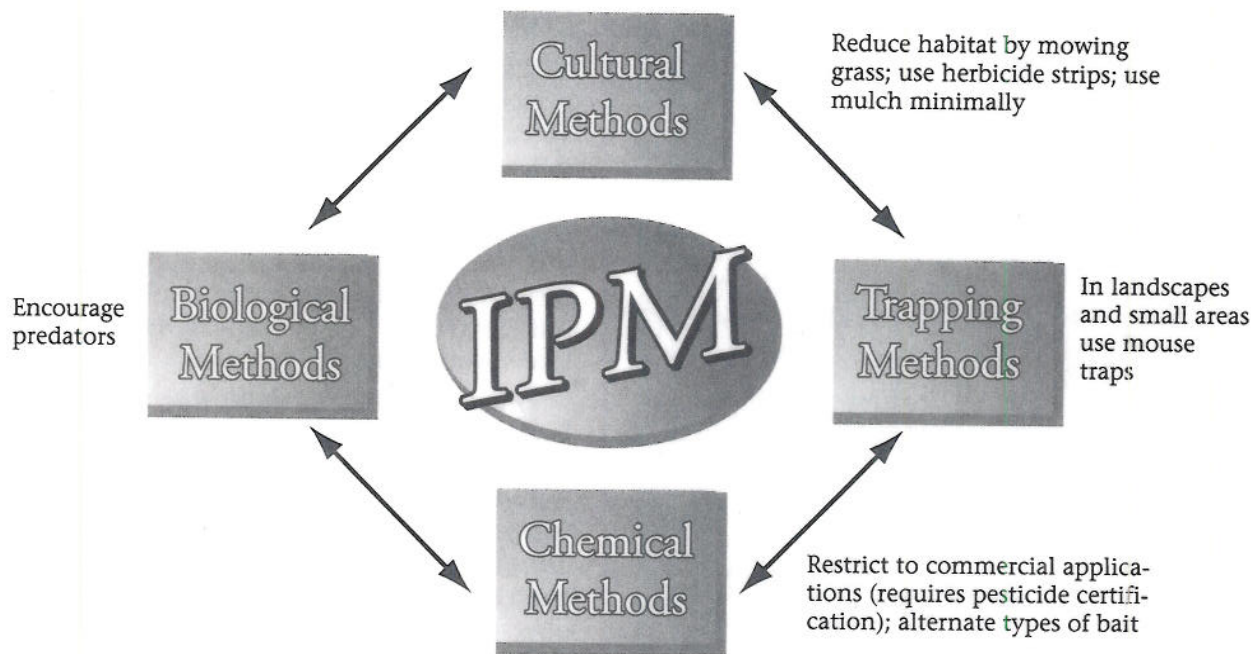 Cultural
Methods
Reduce habitat by mowing
grass; use herbicide strips; use
mulch minimally
Encourage
predators
Biological
Methods
IPM
Trapping
Methods
In landscapes
and small areas
use mouse
traps
Chemical
Methods
Restrict to commercial applica-
tions (requires pesticide certifi-
cation); alternate types of bait